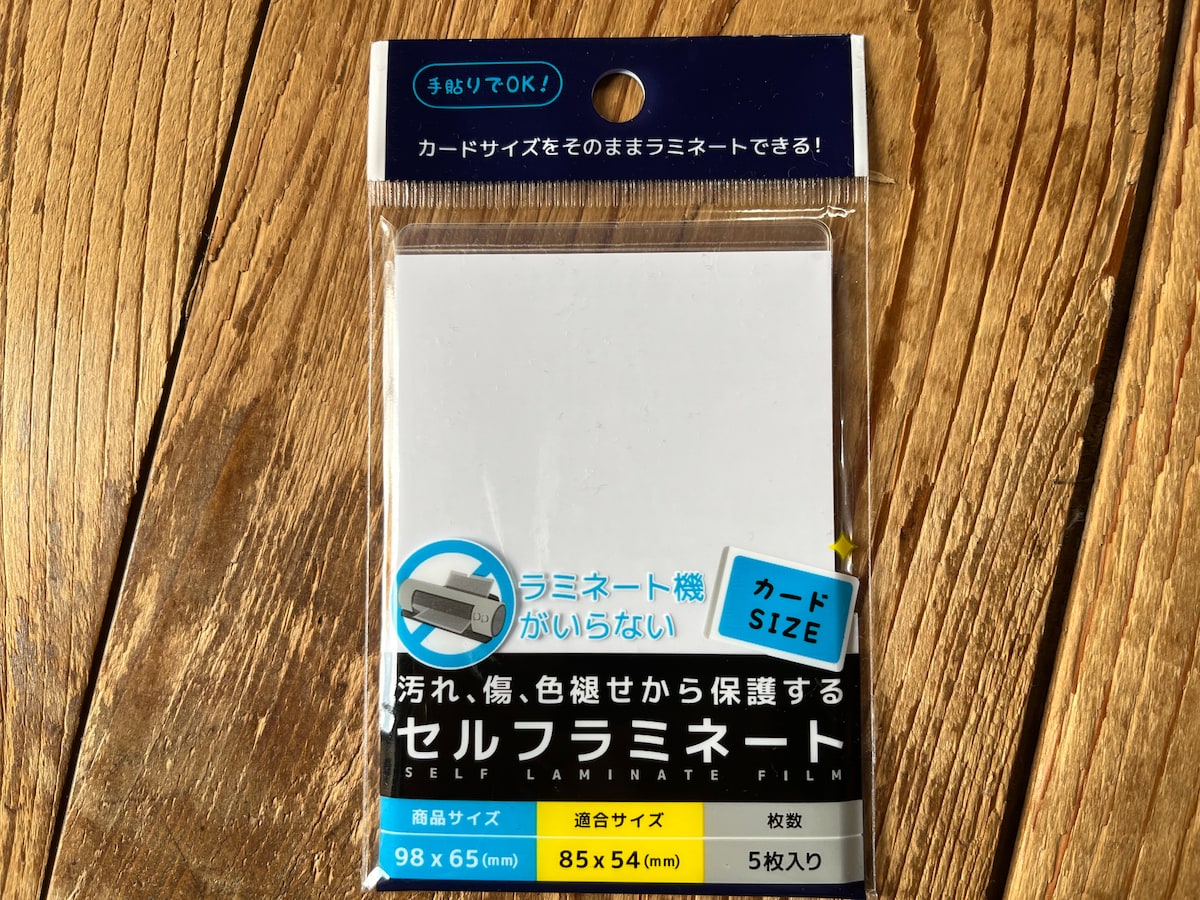 手貼りでOK!
カードサイズをそのままラミネートできる!
ラミネート機
がいらない
カード
SIZE
汚れ、傷、色褪せから保護する
セルフラミネート
SELF LAMINATE FILM
商品サイズ 適合サイズ 枚数
98 x 65(mm) 85 x 54(mm) 5枚入り